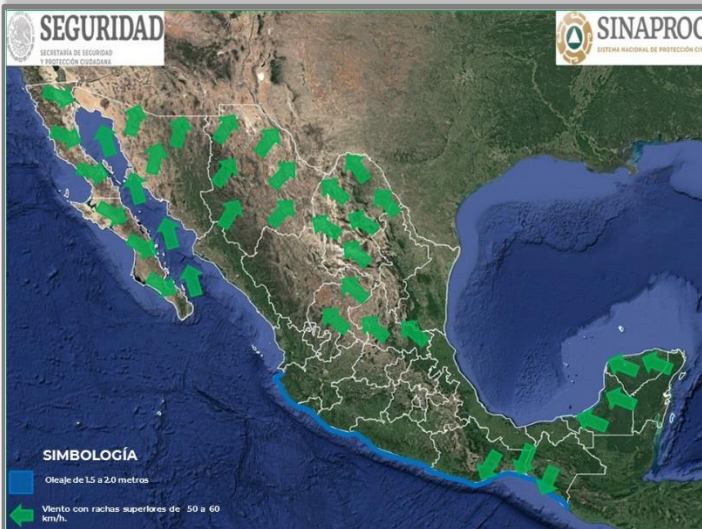 SEGURIDAD
SECRETARÍA DE SEGURIDAD
Y PROTECCIÓN CIUDADANA
SINAPROC
SISTEMA NACIONAL DE PROTECCIÓN CI
SIMBOLOGÍA
Oleaje de 1.5 a 2.0 metros
Viento con rachas superiores de 50 a 60
km/h.